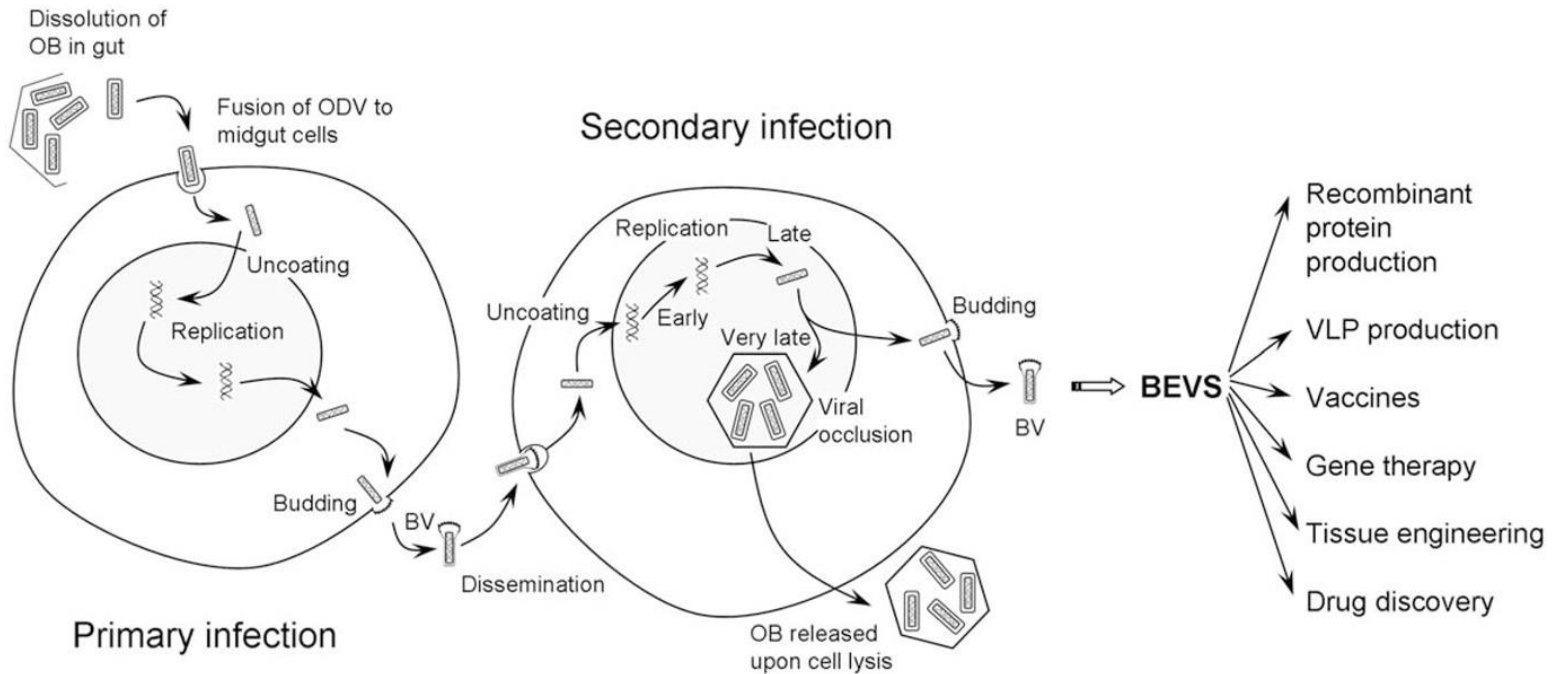 Dissolution of
OB in gut
Fusion of ODV to
midgut cells
Uncoating
Replication
Budding
BV
Dissemination
Primary infection
Secondary infection
Replication
Late
Uncoating
Early
Very late
Viral
occlusion
Budding
BV
OB released
upon cell lysis
BEVS
Recombinant
protein
production
VLP production
Vaccines
Gene therapy
Tissue engineering
Drug discovery